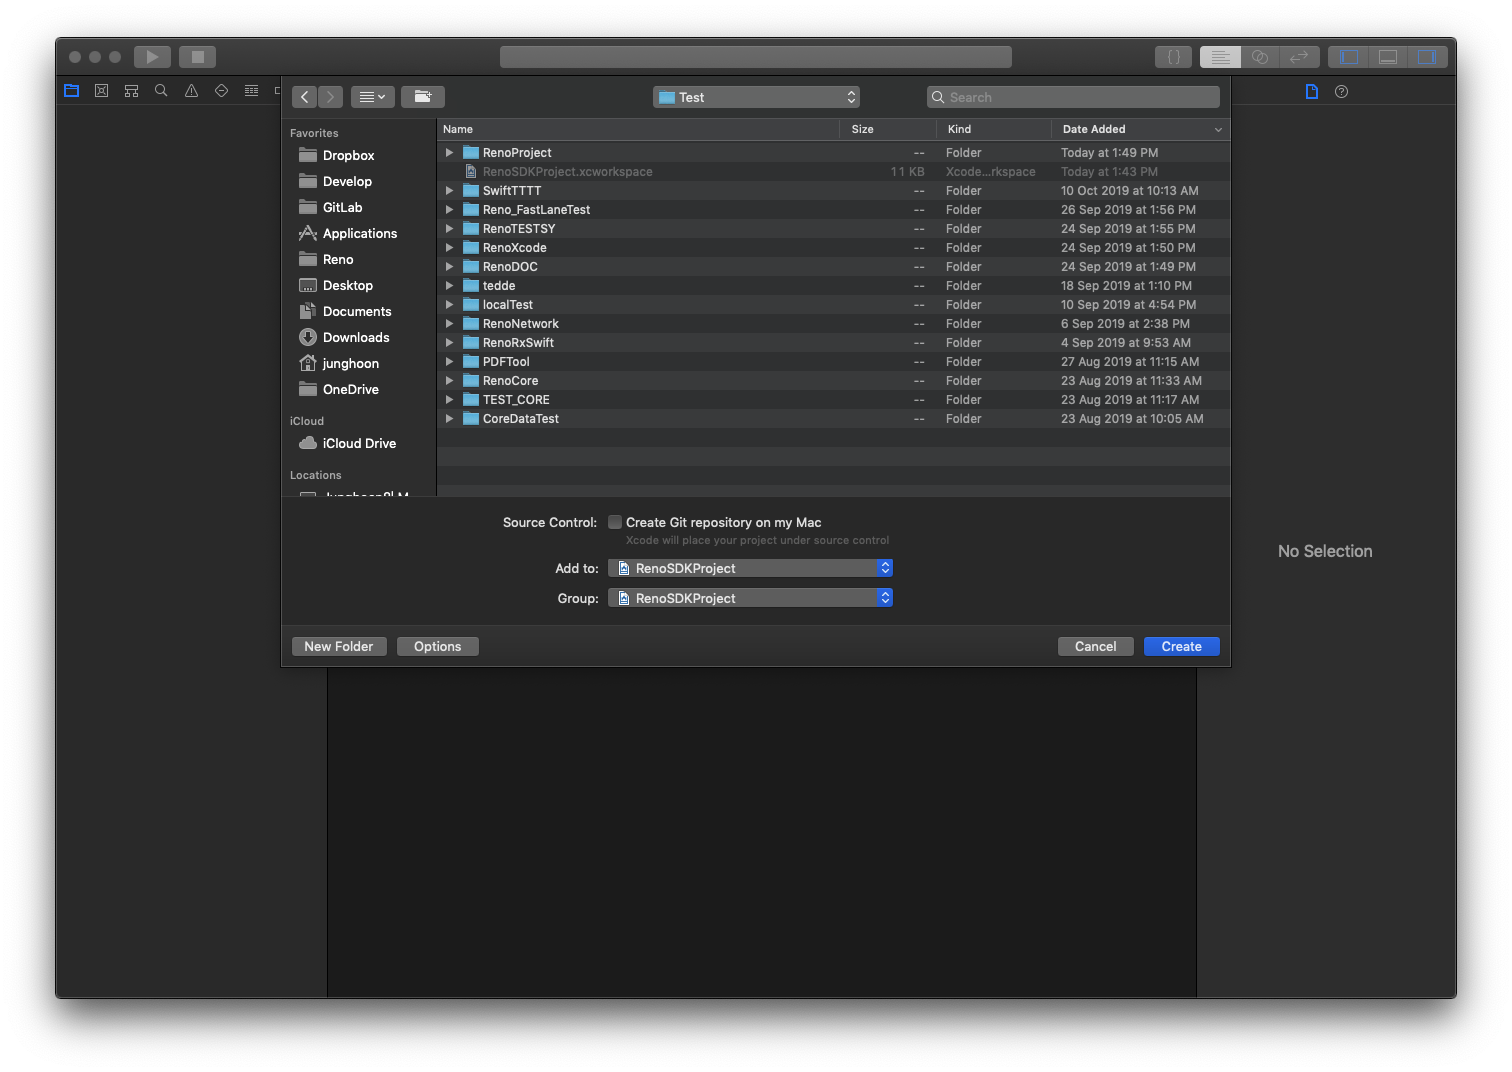 Test
Search
Favorites
Dropbox
Develop
GitLab
Applications
Reno
Desktop
Documents
Downloads
junghoon
OneDrive
iCloud
iCloud Drive
Locations
Name Size Kind Date Added
RenoProject -- Folder Today at 1:49 PM
RenoSDKProject.xcworkspace 11 KB Xcode...rkspace Today at 1:43 PM
SwiftTTTT -- Folder 10 Oct 2019 at 10:13 AM
Reno_FastLaneTest -- Folder 26 Sep 2019 at 1:56 PM
RenoTESTSY -- Folder 24 Sep 2019 at 1:55 PM
RenoXcode -- Folder 24 Sep 2019 at 1:50 PM
RenoDOC -- Folder 24 Sep 2019 at 1:49 PM
tedde -- Folder 18 Sep 2019 at 1:10 PM
localTest -- Folder 10 Sep 2019 at 4:54 PM
RenoNetwork -- Folder 6 Sep 2019 at 2:38 PM
RenoRxSwift -- Folder 4 Sep 2019 at 9:53 AM
PDFTool -- Folder 27 Aug 2019 at 11:15 AM
RenoCore -- Folder 23 Aug 2019 at 11:33 AM
TEST_CORE -- Folder 23 Aug 2019 at 11:17 AM
CoreDataTest -- Folder 23 Aug 2019 at 10:05 AM
Source Control: Create Git repository on my Mac
Xcode will place your project under source control
Add to: RenoSDKProject
Group: RenoSDKProject
New Folder Options Cancel Create
No Selection